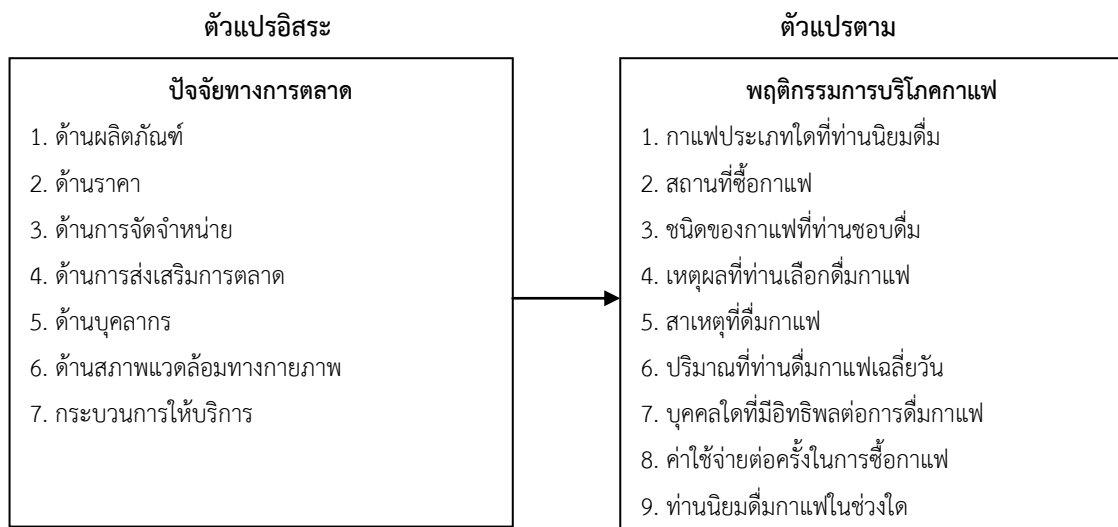 ตัวแปรอิสระ
ปัจจัยทางการตลาด
1. ด้านผลิตภัณฑ์
2. ด้านราคา
3. ด้านการจัดจำหน่าย
4. ด้านการส่งเสริมการตลาด
5. ด้านบุคลากร
6. ด้านสภาพแวดล้อมทางกายภาพ
7. กระบวนการให้บริการ
ตัวแปรตาม
พฤติกรรมการบริโภคกาแฟ
1. กาแฟประเภทใดที่ท่านนิยมดื่ม
2. สถานที่ซื้อกาแฟ
3. ชนิดของกาแฟที่ท่านชอบดื่ม
4. เหตุผลที่ท่านเลือกดื่มกาแฟ
5. สาเหตุที่ดื่มกาแฟ
6. ปริมาณที่ท่านดื่มกาแฟเฉลี่ยวัน
7. บุคคลใดที่มีอิทธิพลต่อการดื่มกาแฟ
8. ค่าใช้จ่ายต่อครั้งในการซื้อกาแฟ
9. ท่านนิยมดื่มกาแฟในช่วงใด